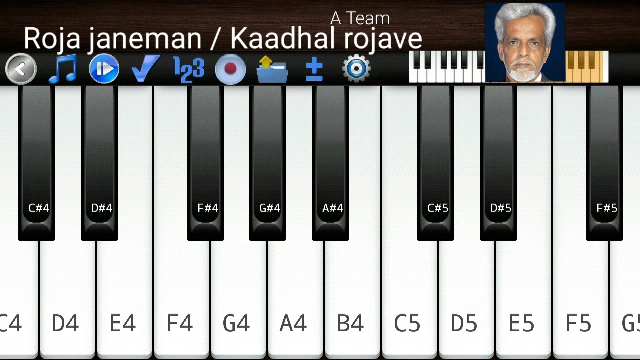 A Team
Roja janeman / Kaadhal rojave
123
C#4 D#4 F#4 G#4 A#4 C#5 D#5 F#5
C4 D4 E4 F4 G4 A4 B4 C5 D5 E5 F5 G5